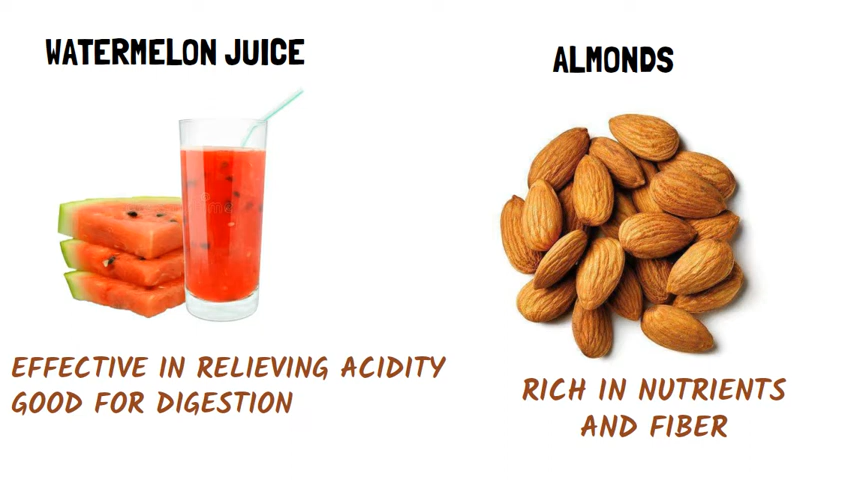 WATERMELON JUICE
EFFECTIVE IN RELIEVING ACIDITY
GOOD FOR DIGESTION
ALMONDS
RICH IN NUTRIENTS
AND FIBER